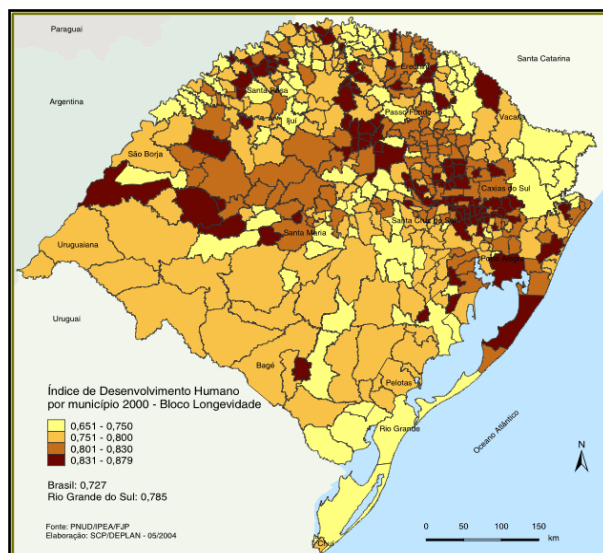 Paraguai
Santa Catarina
Erechim
Santa Rosa
Argentina
Passo Fundo
Vacaria
Ijuí
São Borja
Caxias do Sul
Santa Cruz do Sul
Santa Maria
Uruguaiana
Porto Alegre
Uruguai
Bagé
Pelotas
Índice de Desenvolvimento Humano
por município 2000 - Bloco Longevidade
0,651 - 0,750
0,751 - 0,800
0,801 - 0,830
0,831 - 0,879
Rio Grande
Oceano Atlântico
N
Brasil: 0,727
Rio Grande do Sul: 0,785
Fonte: PNUD/IPEA/FJP
Elaboração: SCP/DEPLAN - 05/2004
Chuí
0 50 100 150
km